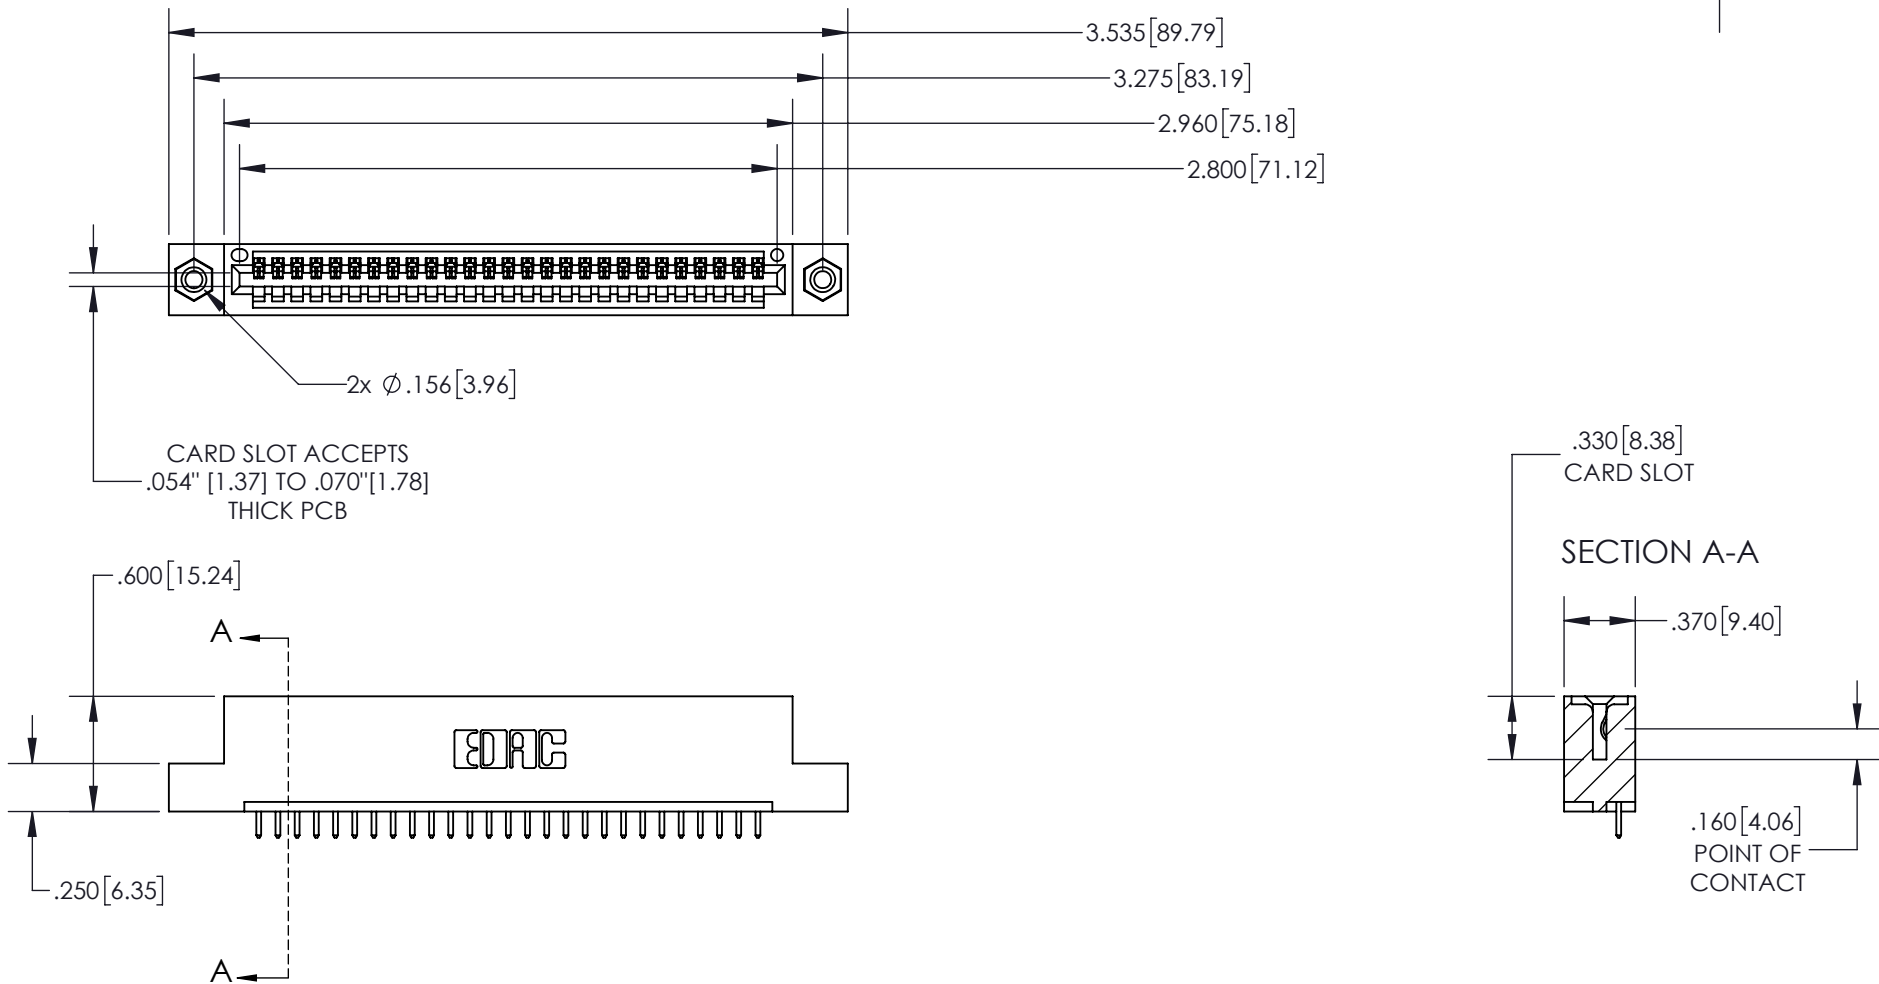 3.535[89.79]
3.275[83.19]
2.960[75.18]
2.800[71.12]
2x Ø.156[3.96]
CARD SLOT ACCEPTS
.054" [1.37] TO .070"[1.78]
THICK PCB
.330[8.38]
CARD SLOT
SECTION A-A
.600[15.24]
.370[9.40]
A
EDAC
.250[6.35]
.160[4.06]
POINT OF
CONTACT
A